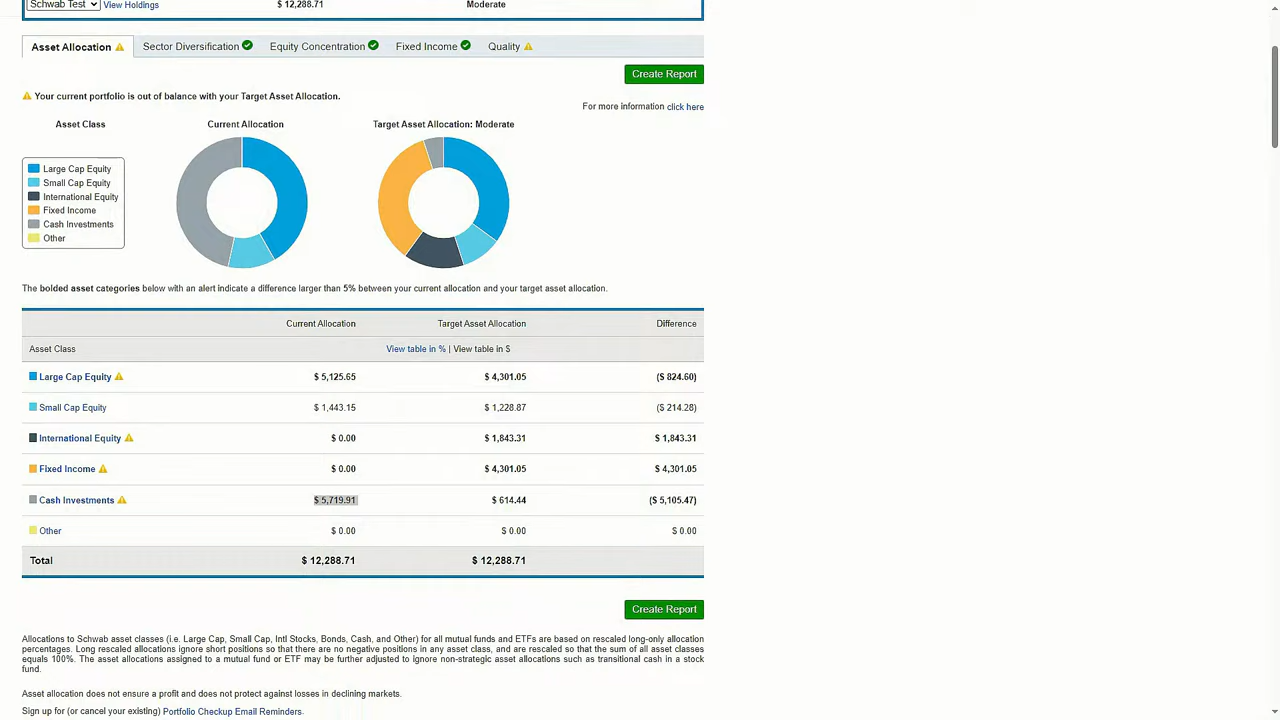 Schwab Test View Holdings $ 12,288.71 Moderate
Asset Allocation Sector Diversification Equity Concentration Fixed Income Quality
Create Report
Your current portfolio is out of balance with your Target Asset Allocation.
For more information click here
Asset Class Current Allocation Target Asset Allocation: Moderate
Large Cap Equity
Small Cap Equity
International Equity
Fixed Income
Cash Investments
Other
The bolded asset categories below with an alert indicate a difference larger than 5% between your current allocation and your target asset allocation.
Current Allocation Target Asset Allocation Difference
Asset Class View table in % | View table in $
Large Cap Equity $ 5,125.65 $ 4,301.05 ($ 824.60)
Small Cap Equity $ 1,443.15 $ 1,228.87 ($ 214.28)
International Equity $ 0.00 $ 1,843.31 $ 1,843.31
Fixed Income $ 0.00 $ 4,301.05 $ 4,301.05
Cash Investments $ 5,719.91 $ 614.44 ($ 5,105.47)
Other $ 0.00 $ 0.00 $ 0.00
Total $ 12,288.71 $ 12,288.71
Create Report
Allocations to Schwab asset classes (i.e. Large Cap, Small Cap, Intl Stocks, Bonds, Cash, and Other) for all mutual funds and ETFs are based on rescaled long-only allocation
percentages. Long rescaled allocations ignore short positions so that there are no negative positions in any asset class, and are rescaled so that the sum of all asset classes
equals 100%. The asset allocations assigned to a mutual fund or ETF may be further adjusted to ignore non-strategic asset allocations such as transitional cash in a stock
fund.
Asset allocation does not ensure a profit and does not protect against losses in declining markets.
Sign up for (or cancel your existing) Portfolio Checkup Email Reminders.